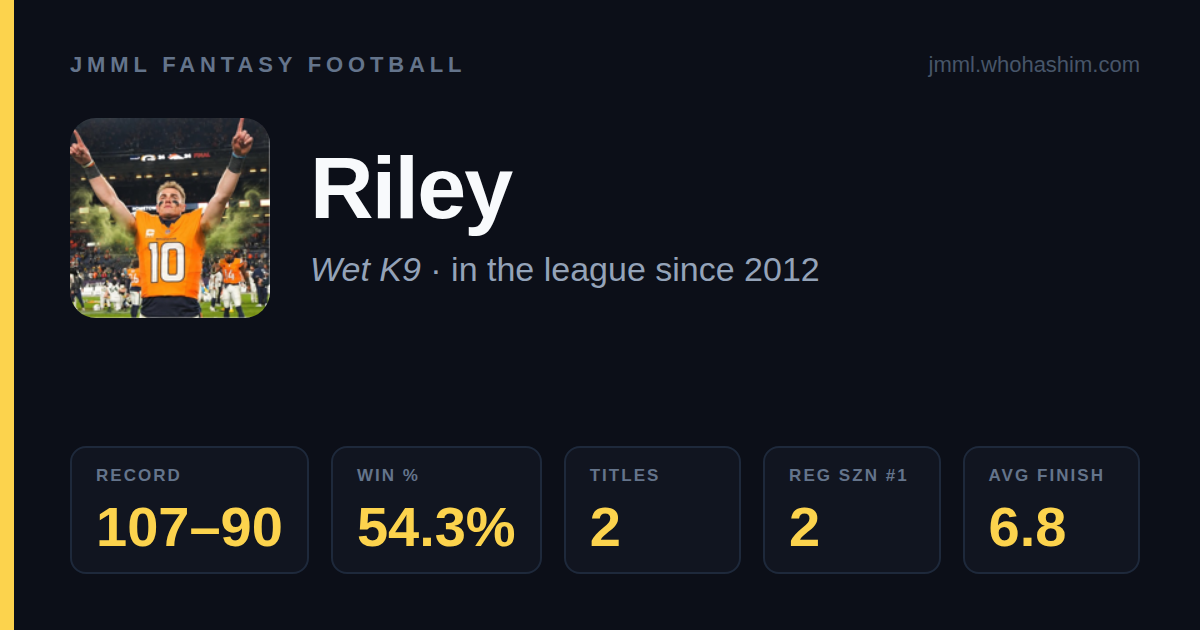 JMML FANTASY FOOTBALL
jmml.whohashim.com
Riley
Wet K9 · in the league since 2012
10
RECORD
107–90
WIN %
54.3%
TITLES
2
REG SZN #1
2
AVG FINISH
6.8